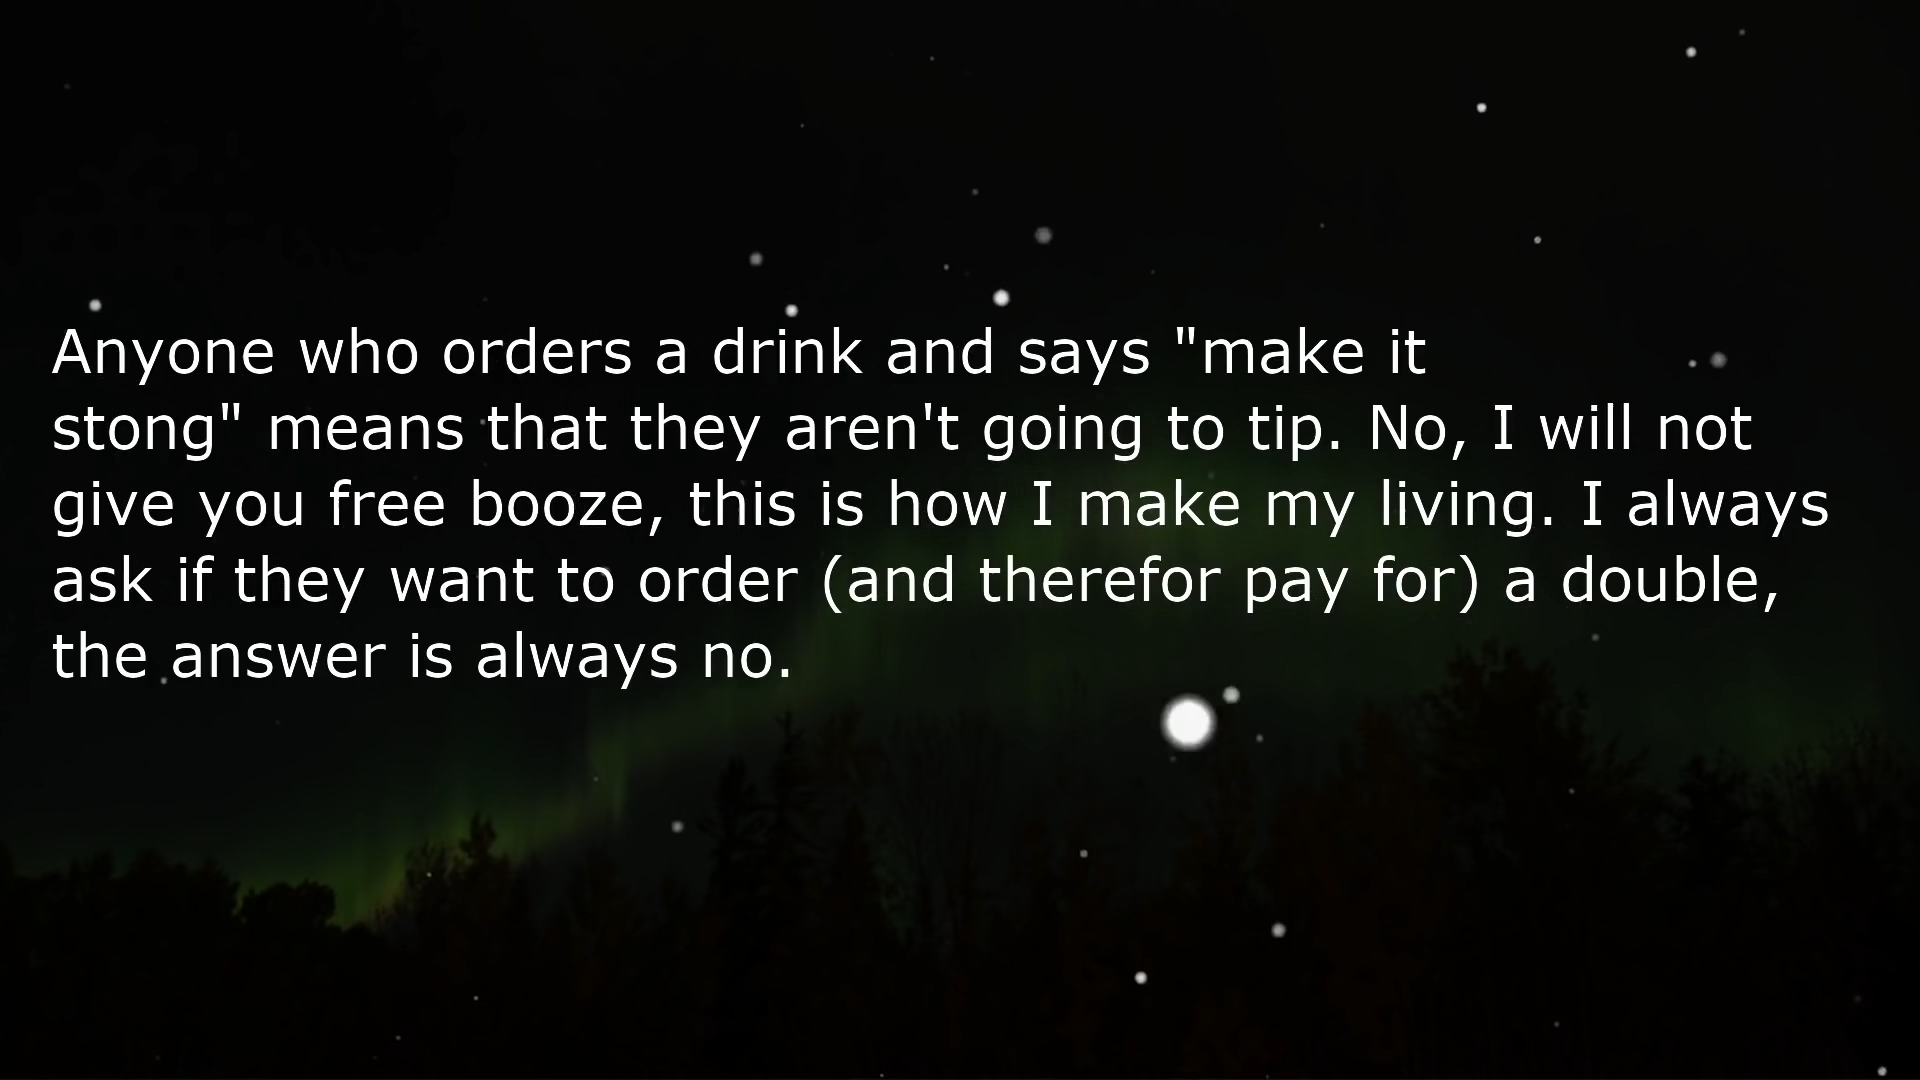 Anyone who orders a drink and says "make it
stong" means that they aren't going to tip. No, I will not
give you free booze, this is how I make my living. I always
ask if they want to order (and therefor pay for) a double,
the answer is always no.